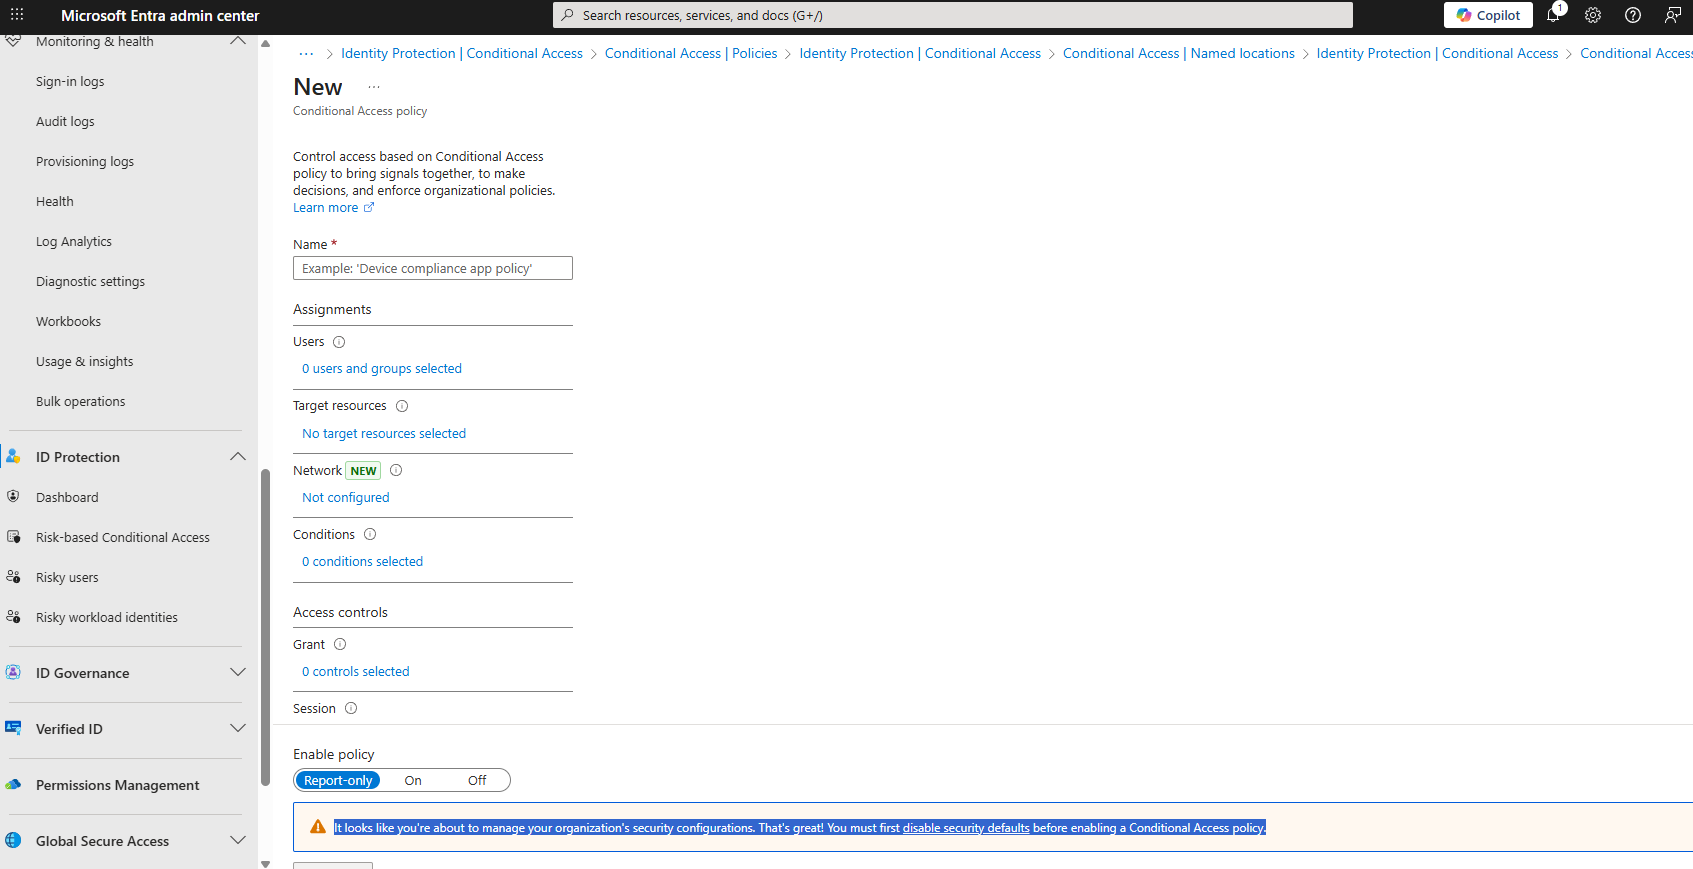 Microsoft Entra admin center
Search resources, services, and docs (G+/)
Copilot
1
Monitoring & health
Sign-in logs
Audit logs
Provisioning logs
Health
Log Analytics
Diagnostic settings
Workbooks
Usage & insights
Bulk operations
ID Protection
Dashboard
Risk-based Conditional Access
Risky users
Risky workload identities
ID Governance
Verified ID
Permissions Management
Global Secure Access
··· > Identity Protection | Conditional Access > Conditional Access | Policies > Identity Protection | Conditional Access > Conditional Access | Named locations > Identity Protection | Conditional Access > Conditional Access
New ···
Conditional Access policy
Control access based on Conditional Access
policy to bring signals together, to make
decisions, and enforce organizational policies.
Learn more
Name *
Example: 'Device compliance app policy'
Assignments
Users
0 users and groups selected
Target resources
No target resources selected
Network NEW
Not configured
Conditions
0 conditions selected
Access controls
Grant
0 controls selected
Session
Enable policy
Report-only On Off
It looks like you're about to manage your organization's security configurations. That's great! You must first disable security defaults before enabling a Conditional Access policy.